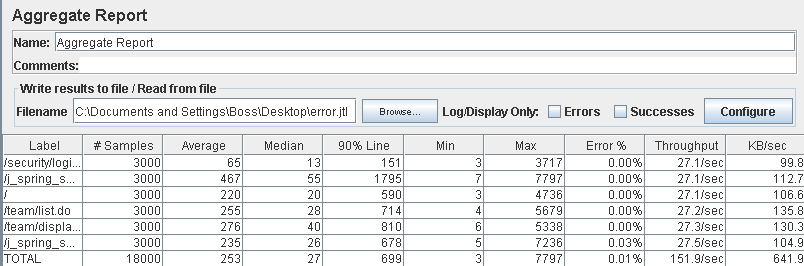 Aggregate Report
Name: Aggregate Report
Comments:
Write results to file / Read from file
Filename C:\Documents and Settings\Boss\Desktop\error.jtl Browse... Log/Display Only: Errors Successes Configure
Label # Samples Average Median 90% Line Min Max Error % Throughput KB/sec
/security/logi... 3000 65 13 151 3 3717 0.00% 27.1/sec 99.8
/j_spring_s... 3000 467 55 1795 7 7797 0.00% 27.1/sec 112.7
/ 3000 220 20 590 3 4736 0.00% 27.1/sec 106.6
/team/list.do 3000 255 28 714 4 5679 0.00% 27.2/sec 135.8
/team/displa... 3000 276 40 810 6 5338 0.00% 27.3/sec 130.3
/j_spring_s... 3000 235 26 678 5 7236 0.03% 27.5/sec 104.9
TOTAL 18000 253 27 699 3 7797 0.01% 151.9/sec 641.9